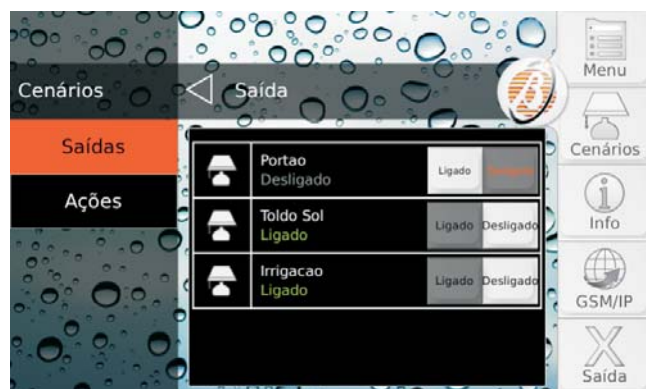 Cenários
Saída
Saídas
Ações
Portao
Desligado
Ligado
Toldo Sol
Ligado
Ligado
Desligado
Irrigacao
Ligado
Ligado
Desligado
Menu
Cenários
Info
GSM/IP
Saída